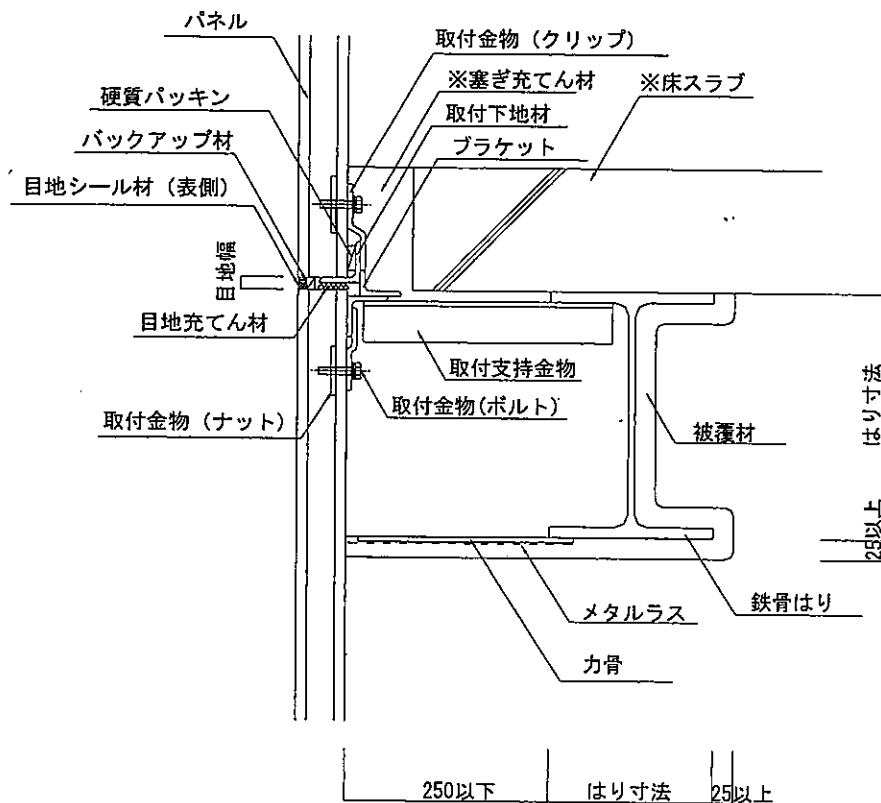 パネル
取付金物(クリップ)
硬質パッキン
※塞ぎ充てん材
※床スラブ
取付下地材
バックアップ材
ブラケット
目地シール材(表側)
目地幅
目地充てん材
取付支持金物
取付金物(ナット)
取付金物(ボルト)
被覆材
はり寸法
25以上
鉄骨はり
メタルラス
力骨
250以下
はり寸法
25以上